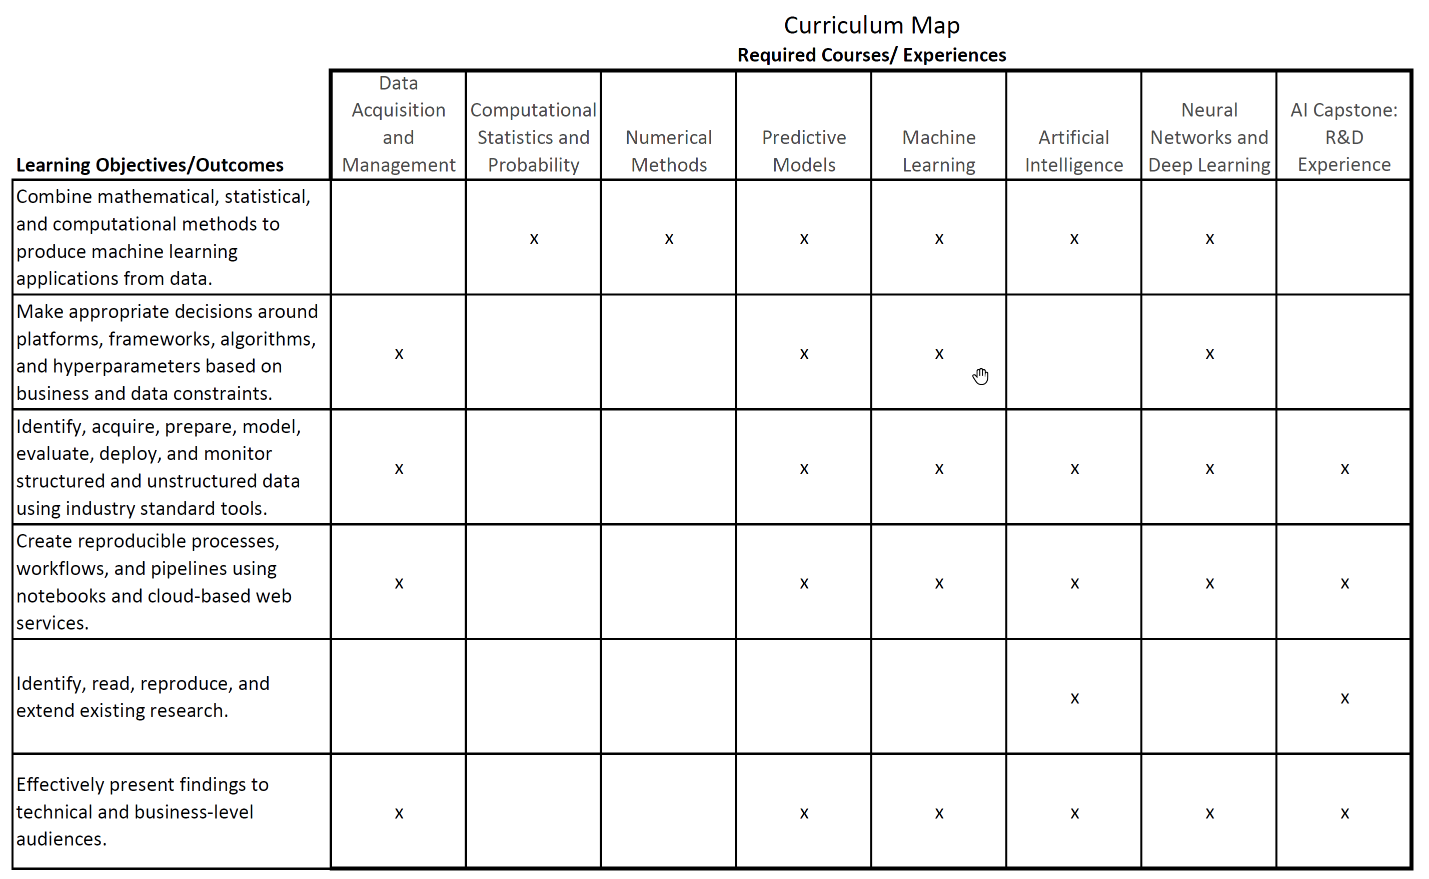 Curriculum Map
Required Courses/ Experiences
Learning Objectives/Outcomes
Data
Acquisition
and
Management
Computational
Statistics and
Probability
Numerical
Methods
Predictive
Models
Machine
Learning
Artificial
Intelligence
Neural
Networks and
Deep Learning
AI Capstone:
R&D
Experience
Combine mathematical, statistical,
and computational methods to
produce machine learning
applications from data.
x x x x x x
Make appropriate decisions around
platforms, frameworks, algorithms,
and hyperparameters based on
business and data constraints.
x x x x
Identify, acquire, prepare, model,
evaluate, deploy, and monitor
structured and unstructured data
using industry standard tools.
x x x x x x
Create reproducible processes,
workflows, and pipelines using
notebooks and cloud-based web
services.
x x x x x x
Identify, read, reproduce, and
extend existing research.
x x
Effectively present findings to
technical and business-level
audiences.
x x x x x x